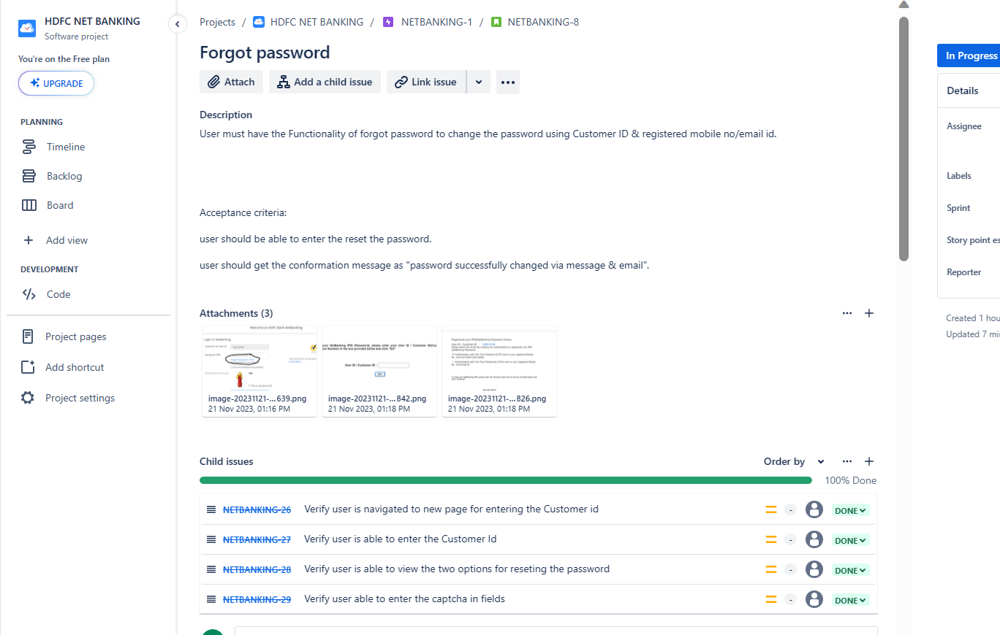 HDFC NET BANKING
Software project
You're on the Free plan
UPGRADE
PLANNING
Timeline
Backlog
Board
Add view
DEVELOPMENT
Code
Project pages
Add shortcut
Project settings
Projects / HDFC NET BANKING / NETBANKING-1 / NETBANKING-8
Forgot password
Attach
Add a child issue
Link issue
Description
User must have the Functionality of forgot password to change the password using Customer ID & registered mobile no/email id.
Acceptance criteria:
user should be able to enter the reset the password.
user should get the conformation message as "password successfully changed via message & email".
Attachments (3)
Welcome to HDFC Bank NetBanking
Login to NetBanking
User ID / Customer ID :
image-20231121-...639.png
21 Nov 2023, 01:16 PM
image-20231121-...842.png
21 Nov 2023, 01:18 PM
image-20231121-...826.png
21 Nov 2023, 01:18 PM
Child issues
Order by
100% Done
NETBANKING-26 Verify user is navigated to new page for entering the Customer id - DONE
NETBANKING-27 Verify user is able to enter the Customer Id - DONE
NETBANKING-28 Verify user is able to view the two options for reseting the password - DONE
NETBANKING-29 Verify user able to enter the captcha in fields - DONE
In Progress
Details
Assignee
Labels
Sprint
Story point es
Reporter
Created 1 hou
Updated 7 mi